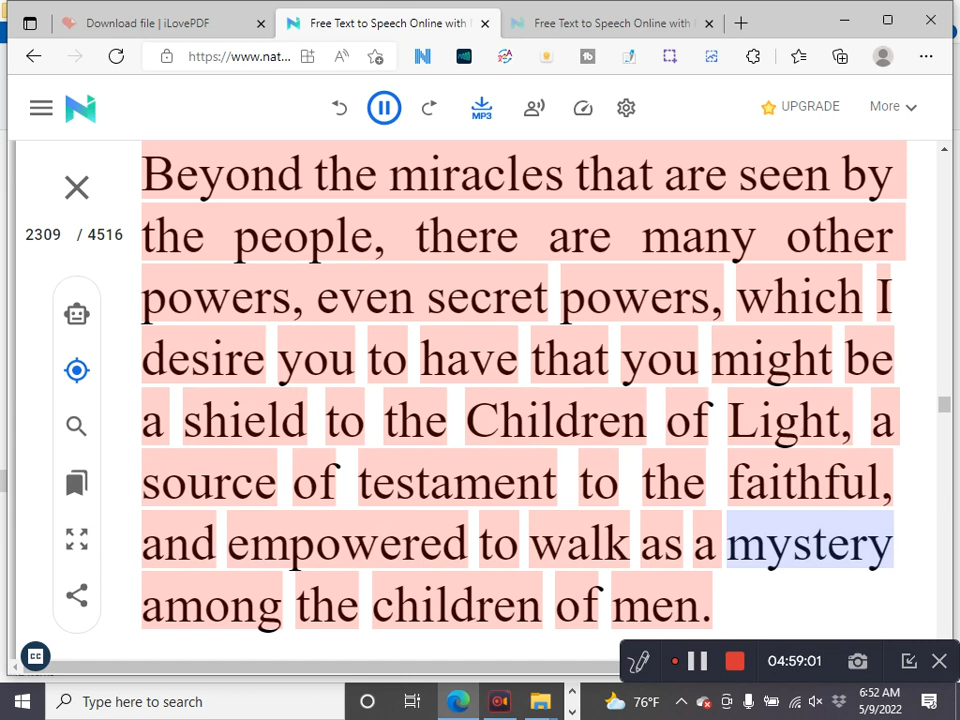 Download file | iLovePDF
Free Text to Speech Online with
Free Text to Speech Online with
https://www.nat...
UPGRADE
More
MP3
2309 / 4516
Beyond the miracles that are seen by
the people, there are many other
powers, even secret powers, which I
desire you to have that you might be
a shield to the Children of Light, a
source of testament to the faithful,
and empowered to walk as a mystery
among the children of men.
CC
04:59:01
Type here to search
76°F
6:52 AM
5/9/2022